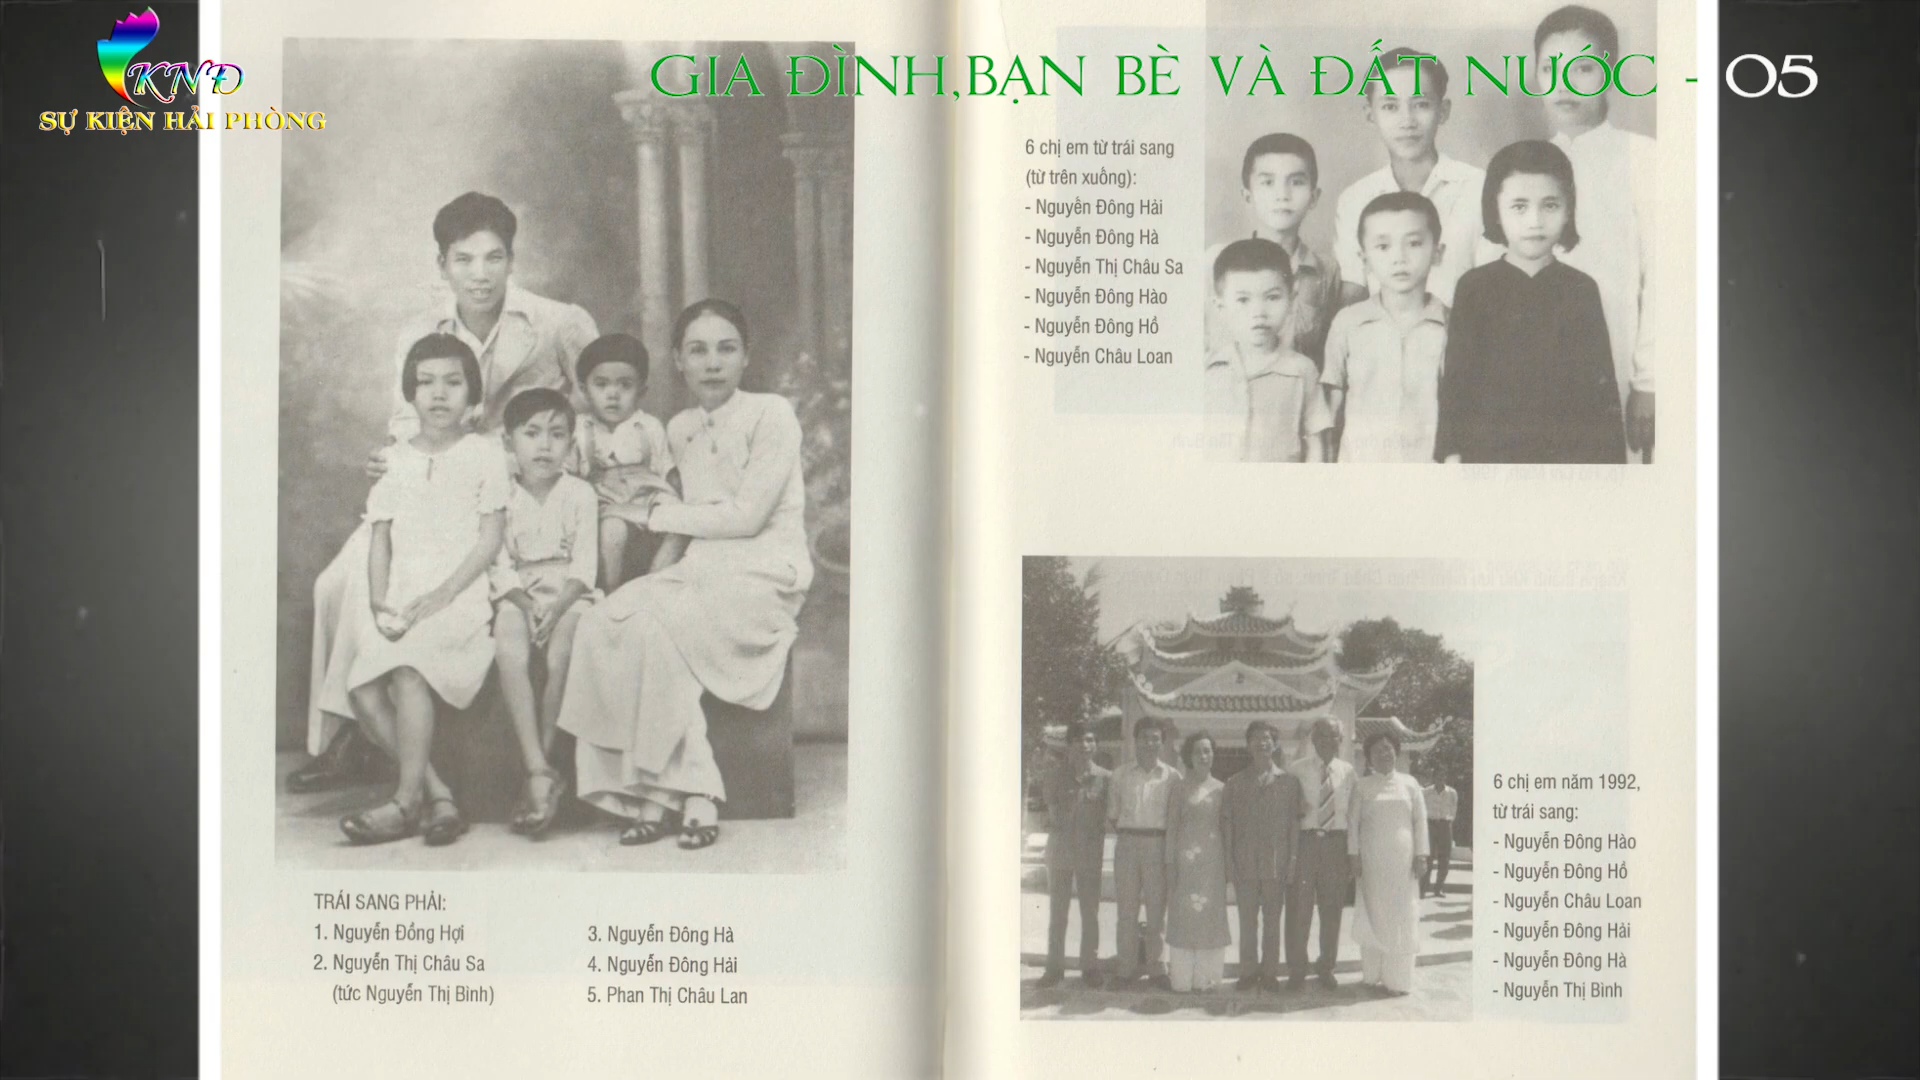 KNĐ
SỰ KIỆN HẢI PHÒNG
GIA ĐÌNH,BẠN BÈ VÀ ĐẤT NƯỚC - 05
TRÁI SANG PHẢI:
1. Nguyễn Đồng Hợi
2. Nguyễn Thị Châu Sa
(tức Nguyễn Thị Bình)
3. Nguyễn Đông Hà
4. Nguyễn Đông Hải
5. Phan Thị Châu Lan
6 chị em từ trái sang
(từ trên xuống):
- Nguyễn Đông Hải
- Nguyễn Đông Hà
- Nguyễn Thị Châu Sa
- Nguyễn Đông Hào
- Nguyễn Đông Hồ
- Nguyễn Châu Loan
6 chị em năm 1992,
từ trái sang:
- Nguyễn Đông Hào
- Nguyễn Đông Hồ
- Nguyễn Châu Loan
- Nguyễn Đông Hải
- Nguyễn Đông Hà
- Nguyễn Thị Bình